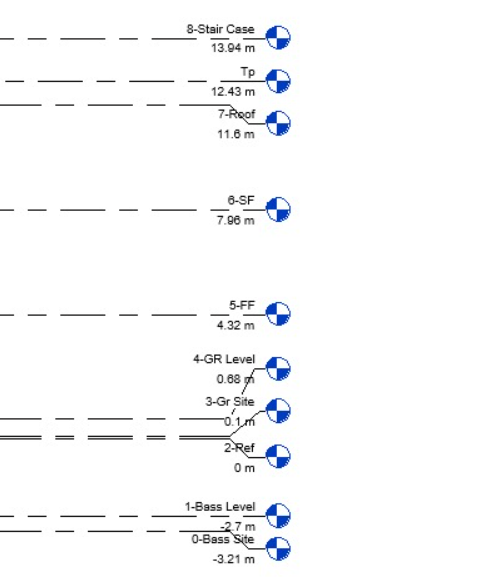 8-Stair Case
13.94 m
Tp
12.43 m
7-Roof
11.6 m
6-SF
7.96 m
5-FF
4.32 m
4-GR Level
0.68 m
3-Gr Site
0.1 m
2-Ref
0 m
1-Bass Level
-2.7 m
0-Bass Site
-3.21 m